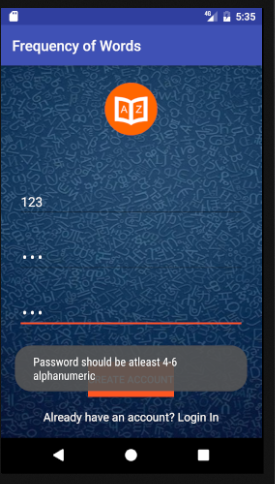 4G 5:35
Frequency of Words
A Z
123
•••
•••
Password should be atleast 4-6
alphanumeric
CREATE ACCOUNT
Already have an account? Login In